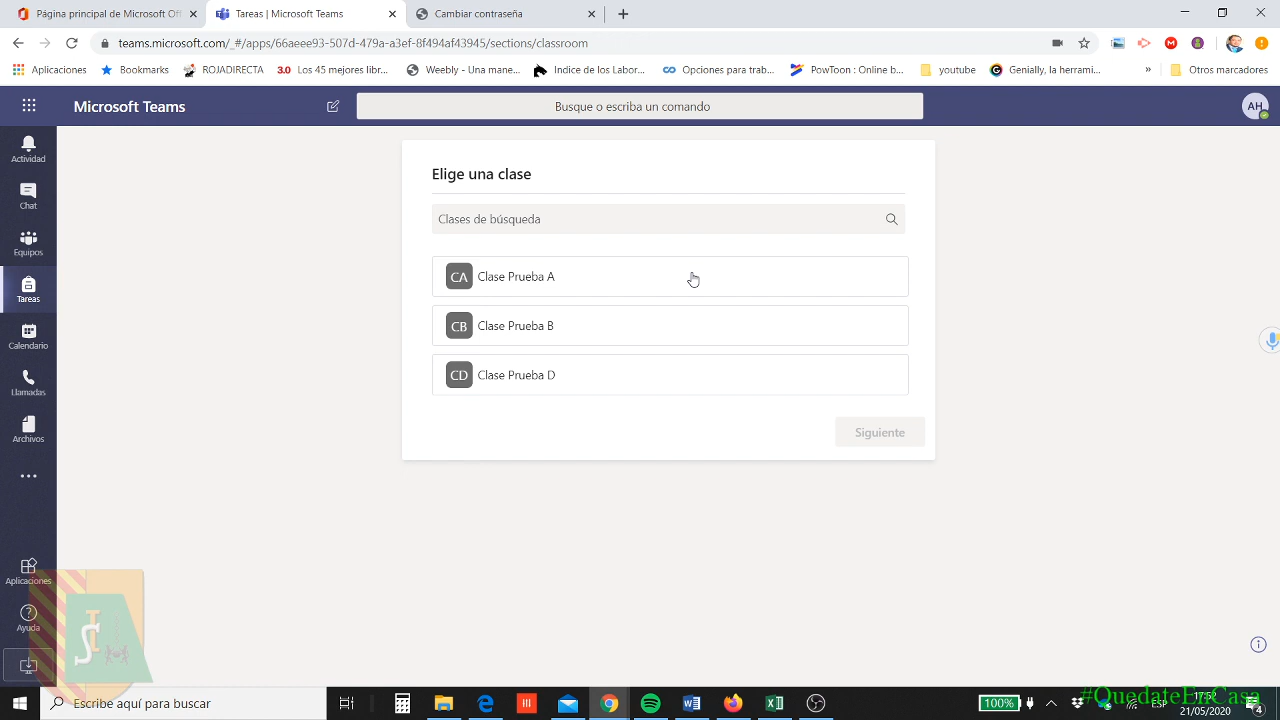 Página principal de Microsoft Off
Tareas | Microsoft Teams
Cambiar contraseña
teams.microsoft.com/_#/apps/66aeee93-507d-479a-a3ef-8f494af43945/sections/classroom
Aplicaciones
Bookmarks
ROJADIRECTA
3.0 Los 45 mejores libr...
Weebly - Una mane...
Indice de los Labor...
Opciones para trab...
PowToon : Online b...
youtube
Genially, la herrami...
»
Otros marcadores
Microsoft Teams
Busque o escriba un comando
AH
Actividad
Chat
Equipos
Tareas
Calendario
Llamadas
Archivos
Aplicaciones
Ayuda
Elige una clase
Clases de búsqueda
CA Clase Prueba A
CB Clase Prueba B
CD Clase Prueba D
Siguiente
Escribe aquí para buscar
100%
ESP
17:52
21/05/2020
4
#QuedateEnCasa